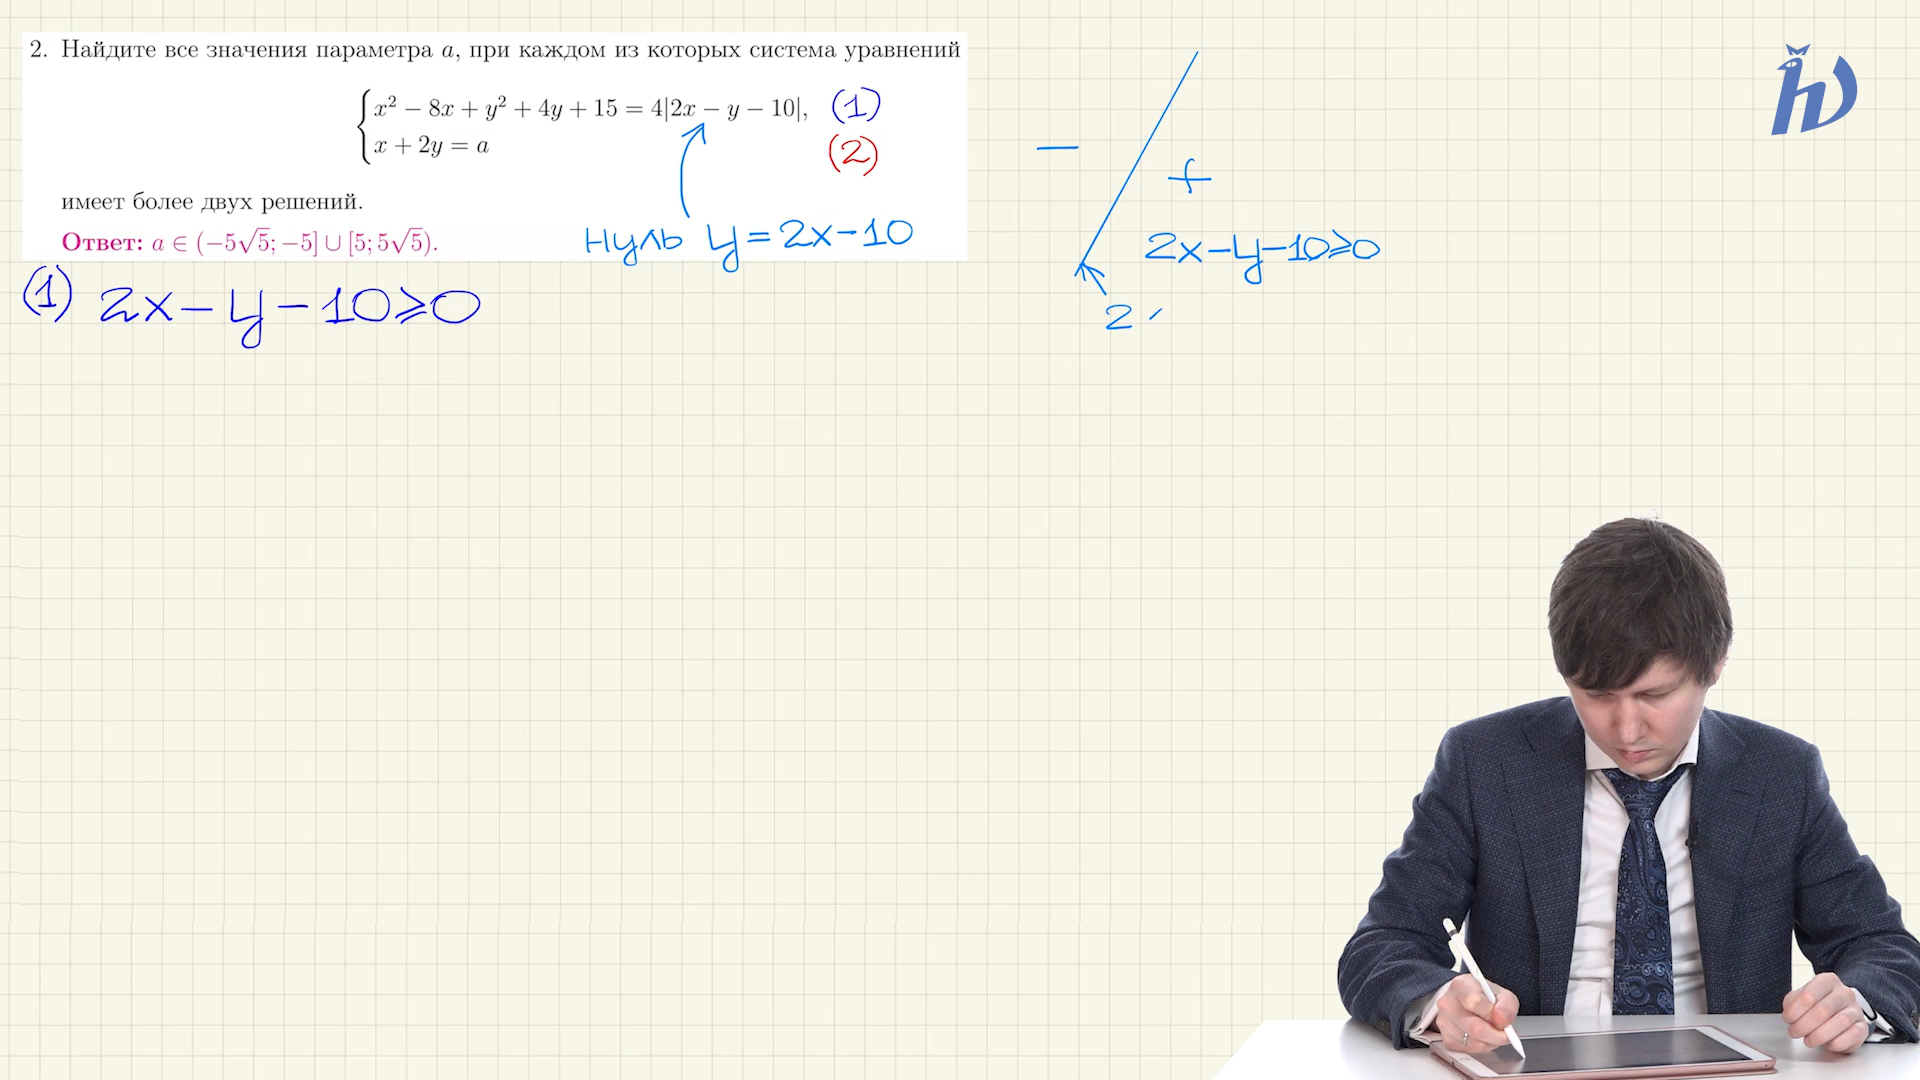 2. Найдите все значения параметра a, при каждом из которых система уравнений
x² − 8x + y² + 4y + 15 = 4|2x − y − 10|, (1)
x + 2y = a (2)
имеет более двух решений.
Ответ: a ∈ (−5√5; −5] ∪ [5; 5√5).
нуль y=2x−10
(1) 2x−y−10⩾0
−
+
2x−y−10⩾0
2